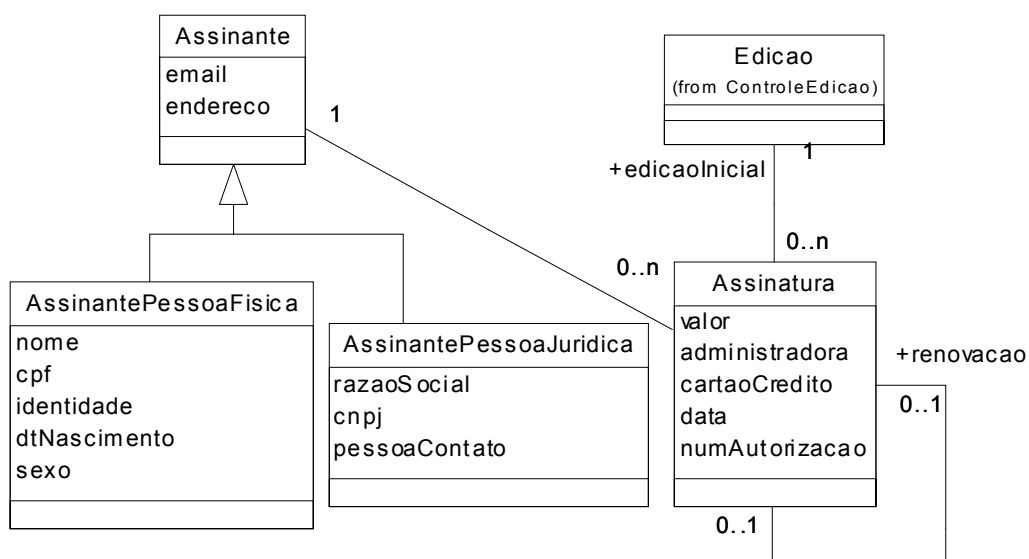 Assinante
email
endereco
1
Edicao
(from ControleEdicao)
1
+edicaoInicial
0..n
0..n
Assinatura
valor
administradora
cartaoCredito
data
numAutorizacao
+renovacao
0..1
0..1
AssinantePessoaFisica
nome
cpf
identidade
dtNascimento
sexo
AssinantePessoaJuridica
razaoSocial
cnpj
pessoaContato